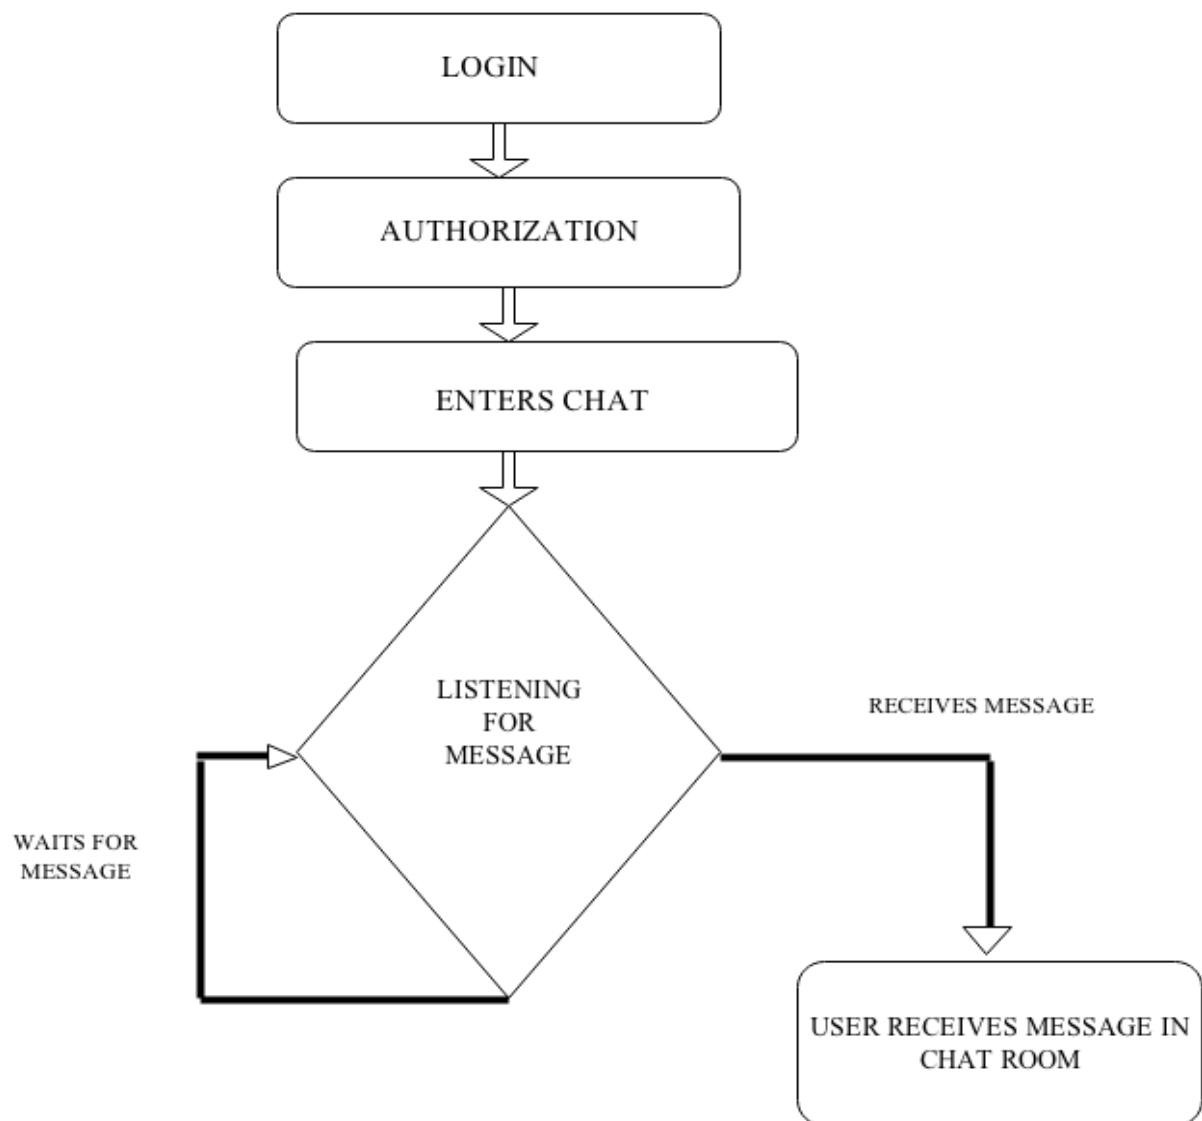 LOGIN
AUTHORIZATION
ENTERS CHAT
LISTENING
FOR
MESSAGE
RECEIVES MESSAGE
WAITS FOR
MESSAGE
USER RECEIVES MESSAGE IN
CHAT ROOM